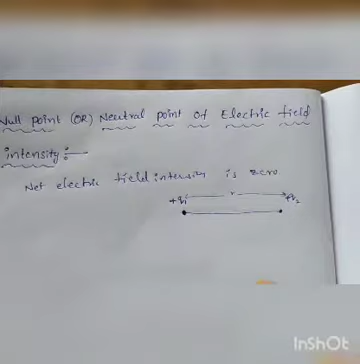 Null point (OR) Neutral point of Electric field
intensity:-
Net electric field intensity is zero
+q₁ r +q₂
InShOt